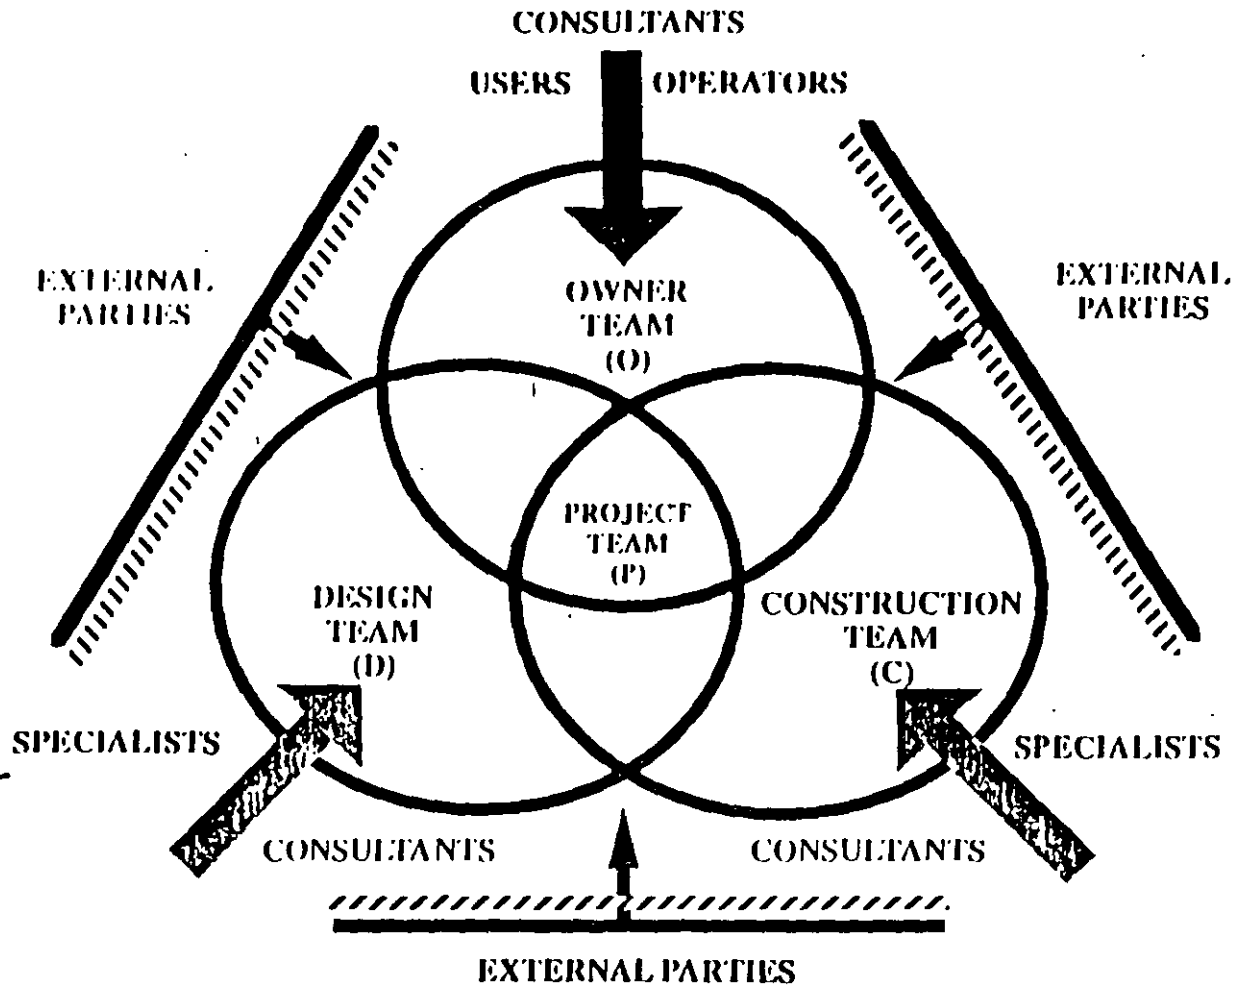 CONSULTANTS
USERS OPERATORS
EXTERNAL
PARTIES
EXTERNAL
PARTIES
OWNER
TEAM
(O)
PROJECT
TEAM
(P)
DESIGN
TEAM
(D)
CONSTRUCTION
TEAM
(C)
SPECIALISTS
SPECIALISTS
CONSULTANTS
CONSULTANTS
EXTERNAL PARTIES